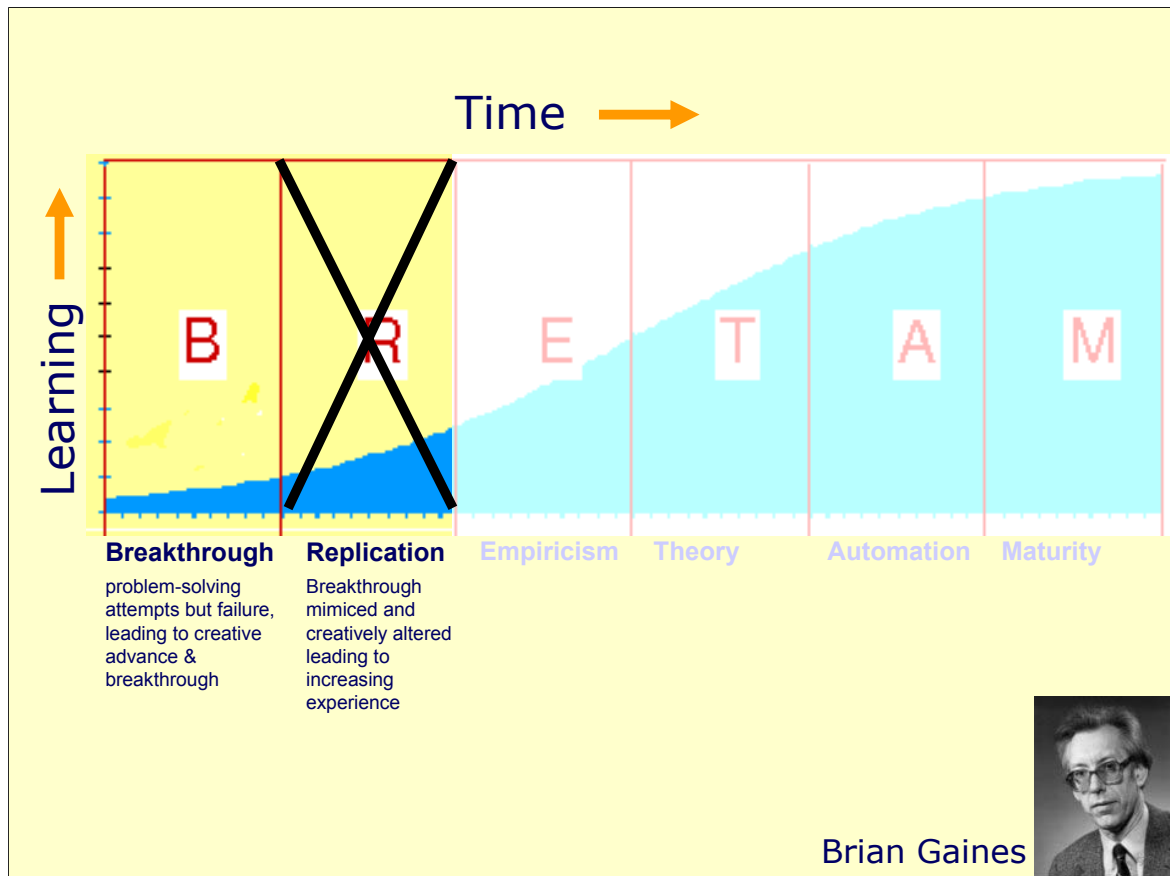 Time
Learning
B
R
E
T
A
M
Breakthrough
problem-solving
attempts but failure,
leading to creative
advance &
breakthrough
Replication
Breakthrough
mimiced and
creatively altered
leading to
increasing
experience
Empiricism
Theory
Automation
Maturity
Brian Gaines